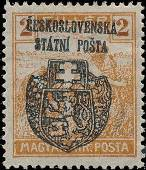 ČESKOSLOVENSKÁ
STÁTNÍ POŠTA
2 2
MAGYAR KIR. POSTA